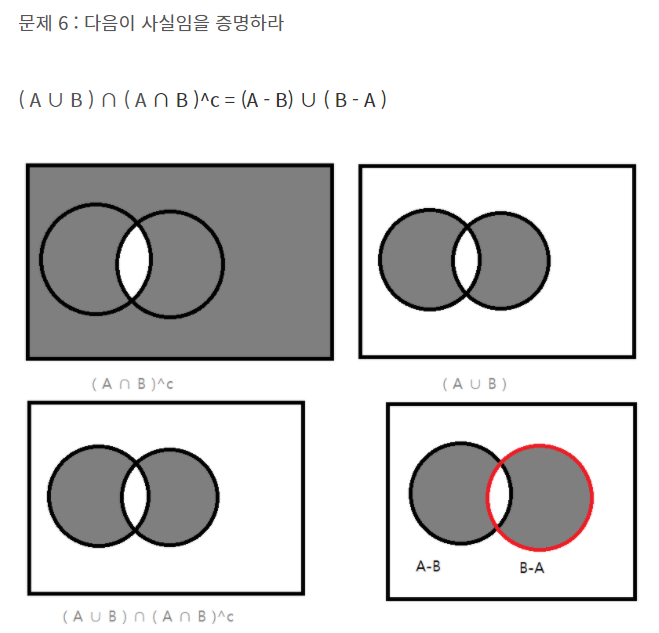 문제 6 : 다음이 사실임을 증명하라
( A ∪ B ) ∩ ( A ∩ B )^c = (A - B) ∪ ( B - A )
( A ∩ B )^c
( A ∪ B )
A-B
B-A
( A ∪ B ) ∩ ( A ∩ B )^c